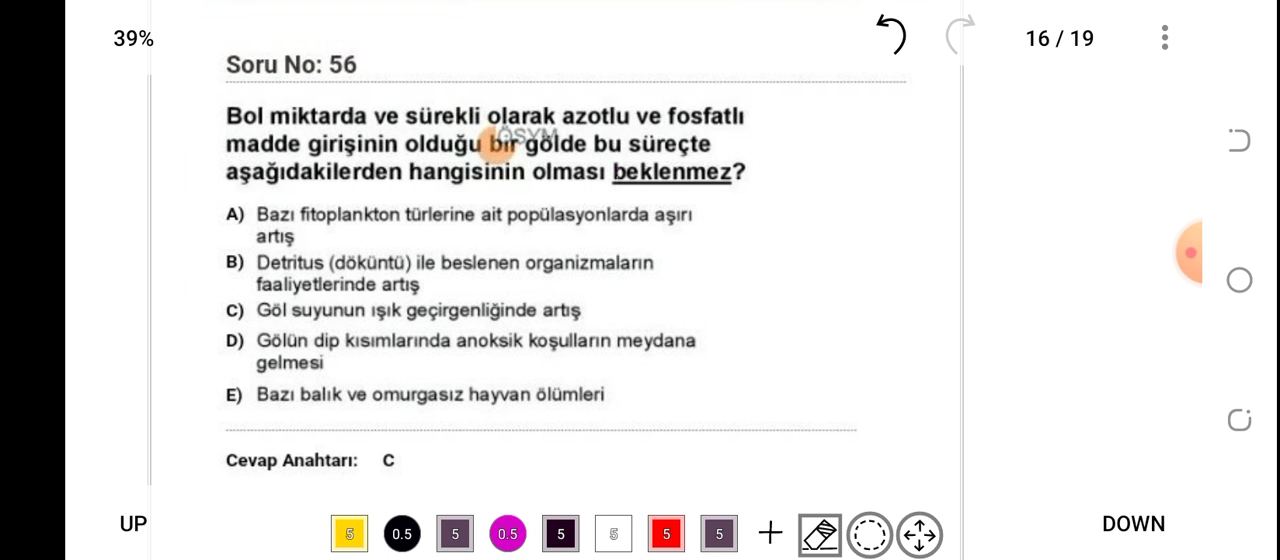 39%
16 / 19
Soru No: 56
Bol miktarda ve sürekli olarak azotlu ve fosfatlı
ÖSYM
madde girişinin olduğu bir gölde bu süreçte
aşağıdakilerden hangisinin olması beklenmez?
A) Bazı fitoplankton türlerine ait popülasyonlarda aşırı
artış
B) Detritus (döküntü) ile beslenen organizmaların
faaliyetlerinde artış
C) Göl suyunun ışık geçirgenliğinde artış
D) Gölün dip kısımlarında anoksik koşulların meydana
gelmesi
E) Bazı balık ve omurgasız hayvan ölümleri
Cevap Anahtarı: C
UP
5 0.5 5 0.5 5 5 5 5
DOWN